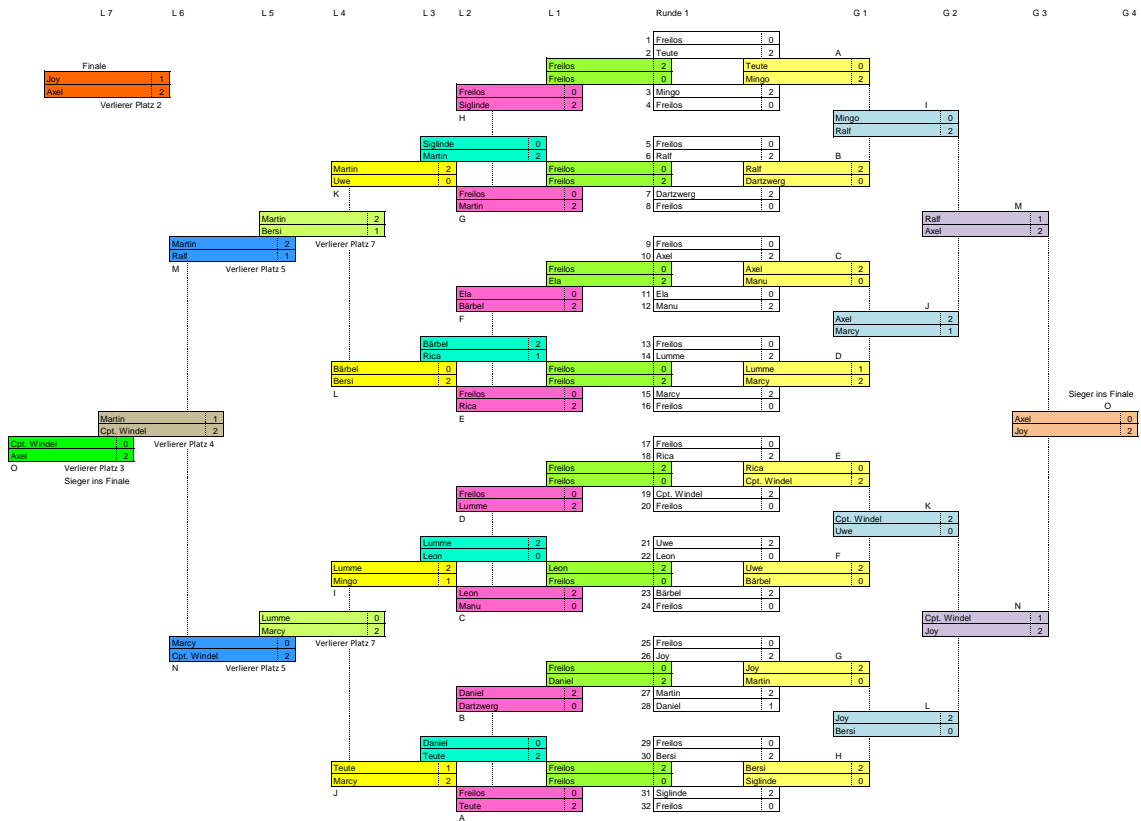 L 7 L 6 L 5 L 4 L 3 L 2 L 1 Runde 1 G 1 G 2 G 3 G 4
1 Freilos 0
2 Teute 2 A
Finale Freilos 2 Teute 0
Joy 1 Freilos 0 Mingo 2
Axel 2 Freilos 0 3 Mingo 2
Verlierer Platz 2 Siglinde 2 4 Freilos 0 I
H Mingo 0
Ralf 2
Siglinde 0 5 Freilos 0
Martin 2 6 Ralf 2 B
Martin 2 Freilos 0 Ralf 2
Uwe 0 Freilos 2 Dartzwerg 0
K Freilos 0 7 Dartzwerg 2
Martin 2 8 Freilos 0 M
Martin 2 G Ralf 1
Bersi 1 Axel 2
Martin 2 Verlierer Platz 7 9 Freilos 0
Ralf 1 10 Axel 2 C
M Verlierer Platz 5 Freilos 0 Axel 2
Ela 2 Manu 0
Ela 0 11 Ela 0
Bärbel 2 12 Manu 2 J
F Axel 2
Marcy 1
Bärbel 2 13 Freilos 0
Rica 1 14 Lumme 2 D
Bärbel 0 Freilos 0 Lumme 1
Bersi 2 Freilos 2 Marcy 2
L Freilos 0 15 Marcy 2 Sieger ins Finale
Rica 2 16 Freilos 0 O
Martin 1 E Axel 0
Cpt. Windel 2 Joy 2
Cpt. Windel 0 Verlierer Platz 4 17 Freilos 0
Axel 2 18 Rica 2 E
O Verlierer Platz 3 Freilos 2 Rica 0
Sieger ins Finale Freilos 0 Cpt. Windel 2
Freilos 0 19 Cpt. Windel 2
Lumme 2 20 Freilos 0 K
D Cpt. Windel 2
Uwe 0
Lumme 2 21 Uwe 2
Leon 0 22 Leon 0 F
Lumme 2 Leon 2 Uwe 2
Mingo 1 Freilos 0 Bärbel 0
I Leon 2 23 Bärbel 2
Manu 0 24 Freilos 0 N
Lumme 0 C Cpt. Windel 1
Marcy 2 Joy 2
Marcy 0 Verlierer Platz 7 25 Freilos 0
Cpt. Windel 2 26 Joy 2 G
N Verlierer Platz 5 Freilos 0 Joy 2
Daniel 2 Martin 0
Daniel 2 27 Martin 2
Dartzwerg 0 28 Daniel 1 L
B Joy 2
Bersi 0
Daniel 0 29 Freilos 0
Teute 2 30 Bersi 2 H
Teute 1 Freilos 2 Bersi 2
Marcy 2 Freilos 0 Siglinde 0
J Freilos 0 31 Siglinde 2
Teute 2 32 Freilos 0
A